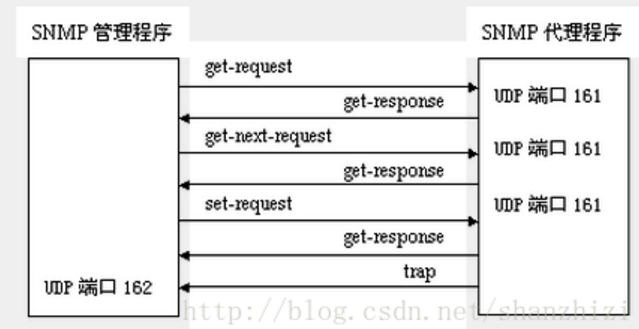 SNMP 管理程序
SNMP 代理程序
get-request
UDP 端口 161
get-response
get-next-request
UDP 端口 161
get-response
set-request
UDP 端口 161
get-response
trap
UDP 端口 162
http://blog.csdn.net/shanzhizi